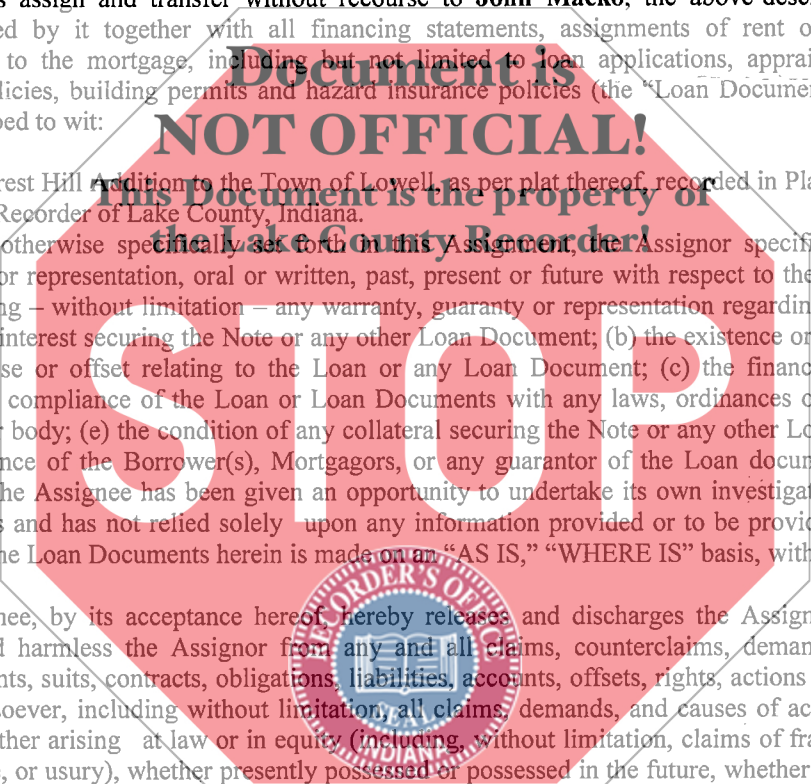 s assign and transfer without recourse to John Macko, the above-desc
ed by it together with all financing statements, assignments of rent o
to the mortgage, including but not limited to loan applications, apprai
licies, building permits and hazard insurance policies (the “Loan Documen
bed to wit:
Document is
NOT OFFICIAL!
This Document is the property of
the Lake County Recorder!
rest Hill Addition to the Town of Lowell, as per plat thereof, recorded in Pla
Recorder of Lake County, Indiana.
otherwise specifically set forth in this Assignment, the Assignor specifi
or representation, oral or written, past, present or future with respect to the
ng – without limitation – any warranty, guaranty or representation regardin
interest securing the Note or any other Loan Document; (b) the existence or
se or offset relating to the Loan or any Loan Document; (c) the financ
compliance of the Loan or Loan Documents with any laws, ordinances o
r body; (e) the condition of any collateral securing the Note or any other Lo
nce of the Borrower(s), Mortgagors, or any guarantor of the Loan docum
he Assignee has been given an opportunity to undertake its own investigat
s and has not relied solely upon any information provided or to be provid
he Loan Documents herein is made on an “AS IS,” “WHERE IS” basis, with
STOP
nee, by its acceptance hereof, hereby releases and discharges the Assign
d harmless the Assignor from any and all claims, counterclaims, deman
nts, suits, contracts, obligations, liabilities, accounts, offsets, rights, actions
soever, including without limitation, all claims, demands, and causes of ac
ther arising at law or in equity (including, without limitation, claims of fra
, or usury), whether presently possessed or possessed in the future, whether
RECORDER'S OFFICE
SEAL
INDIANA